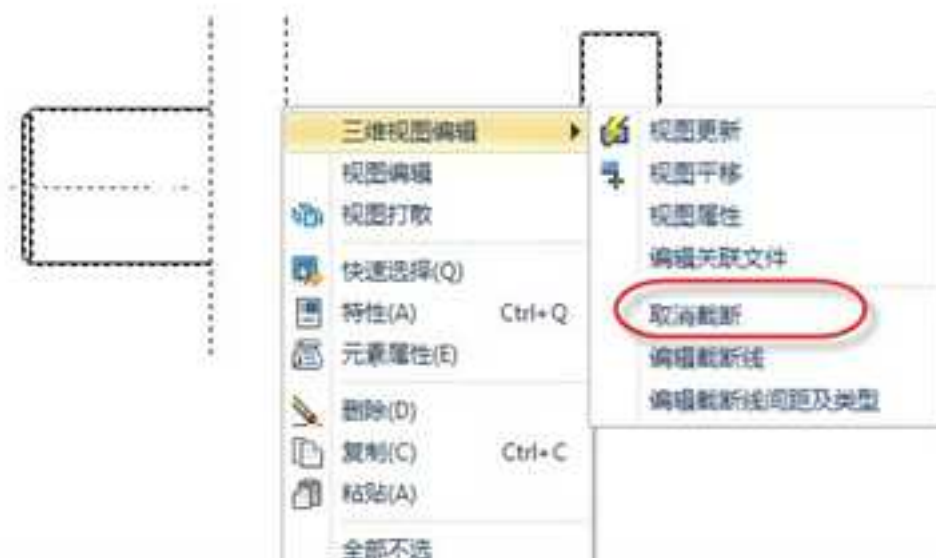 三维视图编辑
视图编辑
视图打散
快速选择(Q)
特性(A) Ctrl+Q
元素属性(E)
删除(D)
复制(C) Ctrl+C
粘贴(A)
全部不选
视图更新
视图平移
视图属性
编辑关联文件
取消截断
编辑截断线
编辑截断线间距及类型